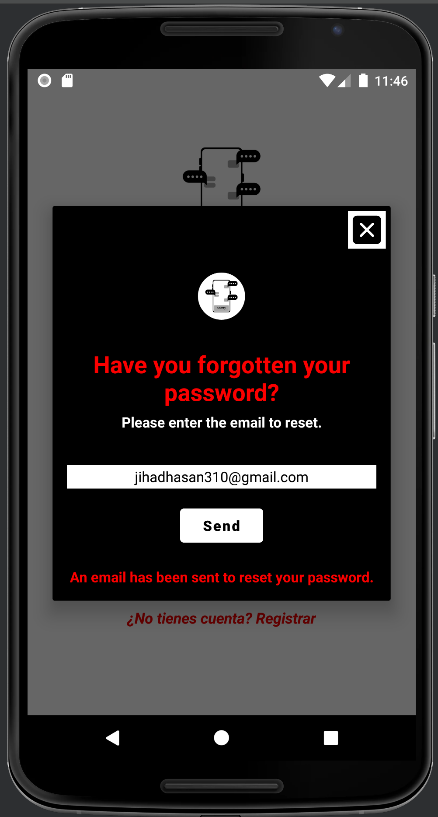 11:46
Have you forgotten your
password?
Please enter the email to reset.
jihadhasan310@gmail.com
Send
An email has been sent to reset your password.
¿No tienes cuenta? Registrar